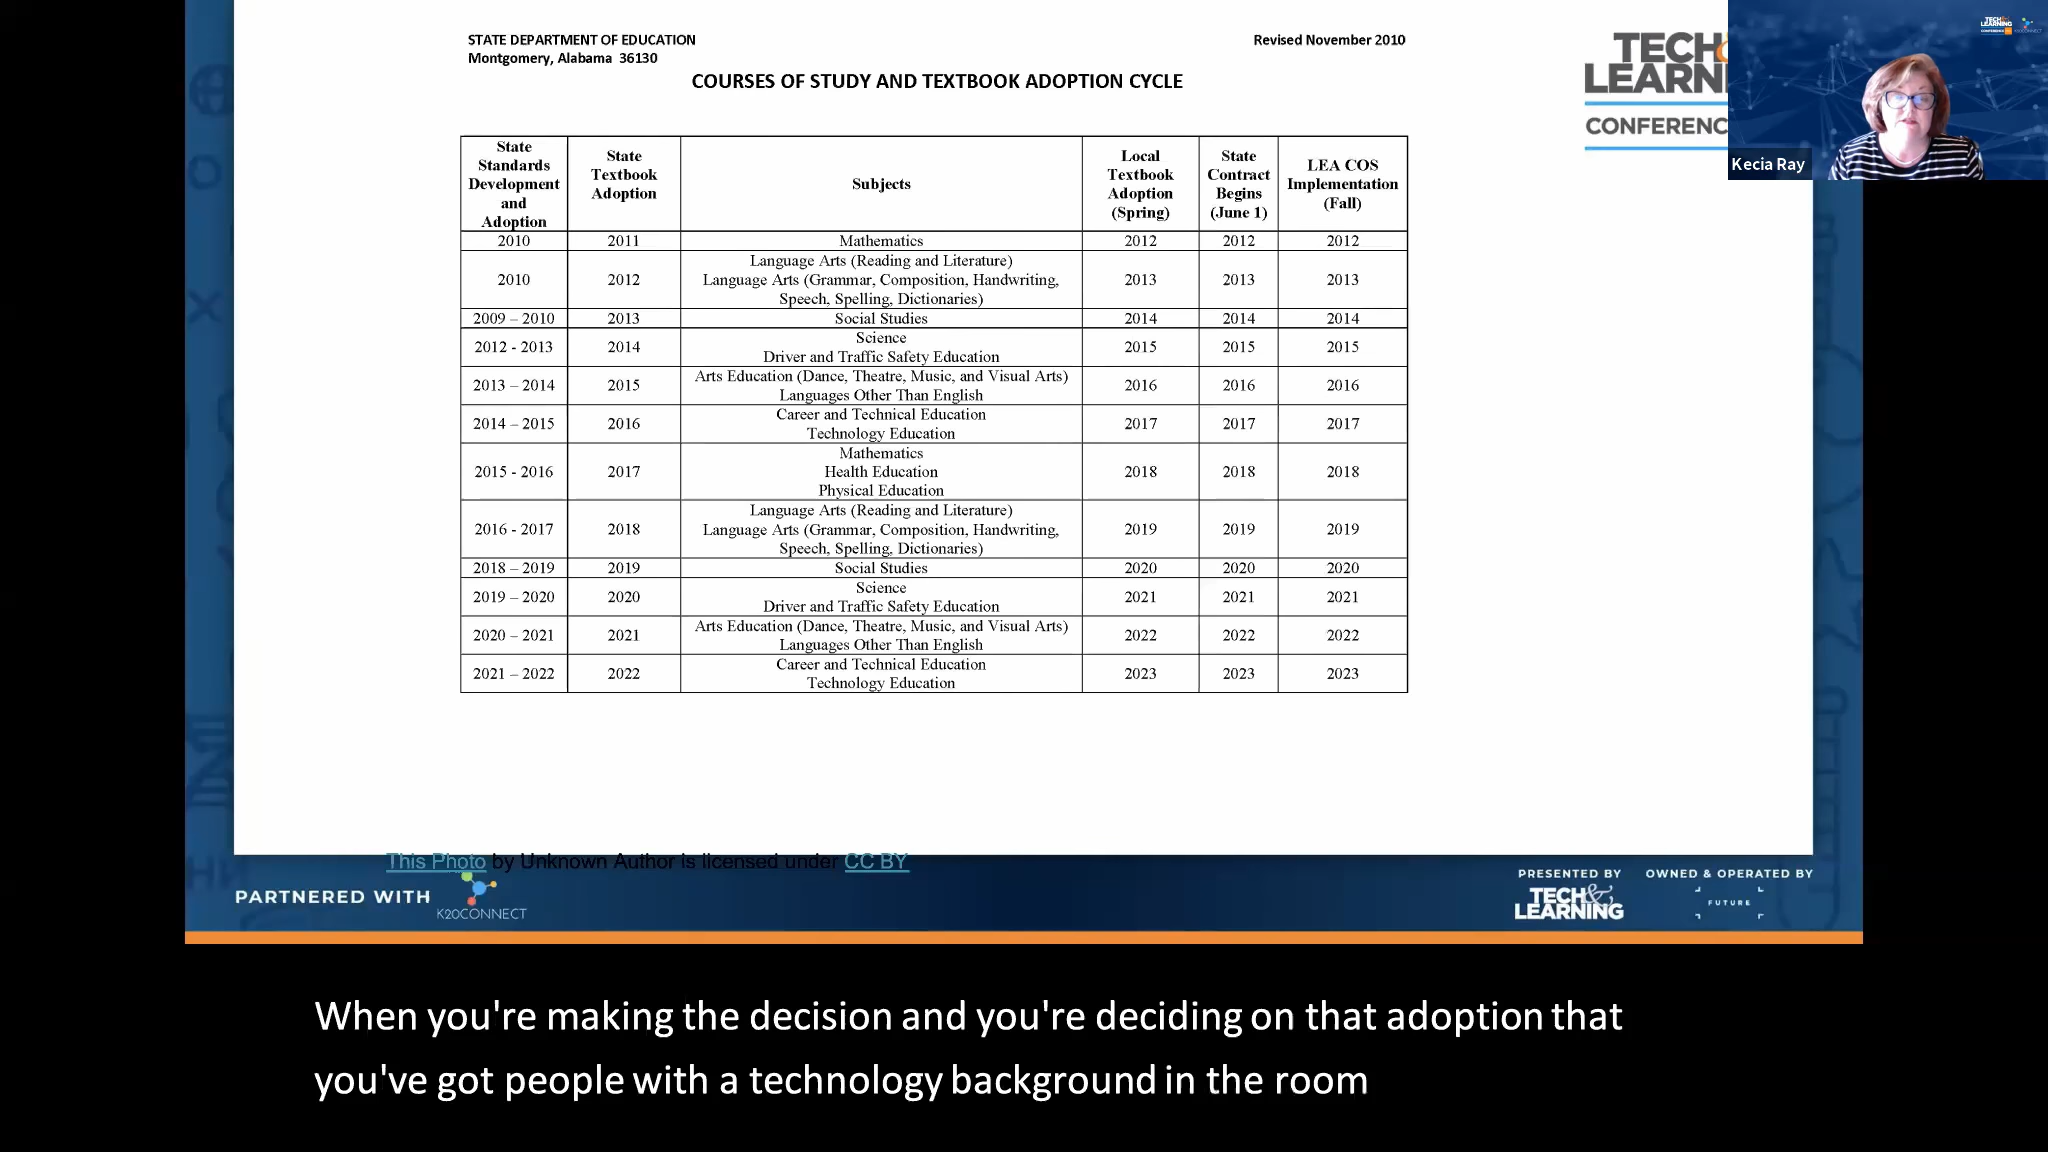 STATE DEPARTMENT OF EDUCATION
Revised November 2010
Montgomery, Alabama 36130
COURSES OF STUDY AND TEXTBOOK ADOPTION CYCLE
TECH&
LEARNI
CONFERENC
TECH&
LEARNING
CONFERENCE
K20CONNECT
Kecia Ray
State Standards Development and Adoption
State Textbook Adoption
Subjects
Local Textbook Adoption (Spring)
State Contract Begins (June 1)
LEA COS Implementation (Fall)
2010 2011 Mathematics 2012 2012 2012
2010 2012 Language Arts (Reading and Literature)
Language Arts (Grammar, Composition, Handwriting,
Speech, Spelling, Dictionaries) 2013 2013 2013
2009 – 2010 2013 Social Studies 2014 2014 2014
2012 - 2013 2014 Science
Driver and Traffic Safety Education 2015 2015 2015
2013 – 2014 2015 Arts Education (Dance, Theatre, Music, and Visual Arts)
Languages Other Than English 2016 2016 2016
2014 – 2015 2016 Career and Technical Education
Technology Education 2017 2017 2017
2015 - 2016 2017 Mathematics
Health Education
Physical Education 2018 2018 2018
2016 - 2017 2018 Language Arts (Reading and Literature)
Language Arts (Grammar, Composition, Handwriting,
Speech, Spelling, Dictionaries) 2019 2019 2019
2018 – 2019 2019 Social Studies 2020 2020 2020
2019 – 2020 2020 Science
Driver and Traffic Safety Education 2021 2021 2021
2020 – 2021 2021 Arts Education (Dance, Theatre, Music, and Visual Arts)
Languages Other Than English 2022 2022 2022
2021 – 2022 2022 Career and Technical Education
Technology Education 2023 2023 2023
This Photo by Unknown Author is licensed under CC BY
PARTNERED WITH
K20CONNECT
PRESENTED BY
TECH&
LEARNING
OWNED & OPERATED BY
FUTURE
When you're making the decision and you're deciding on that adoption that
you've got people with a technology background in the room